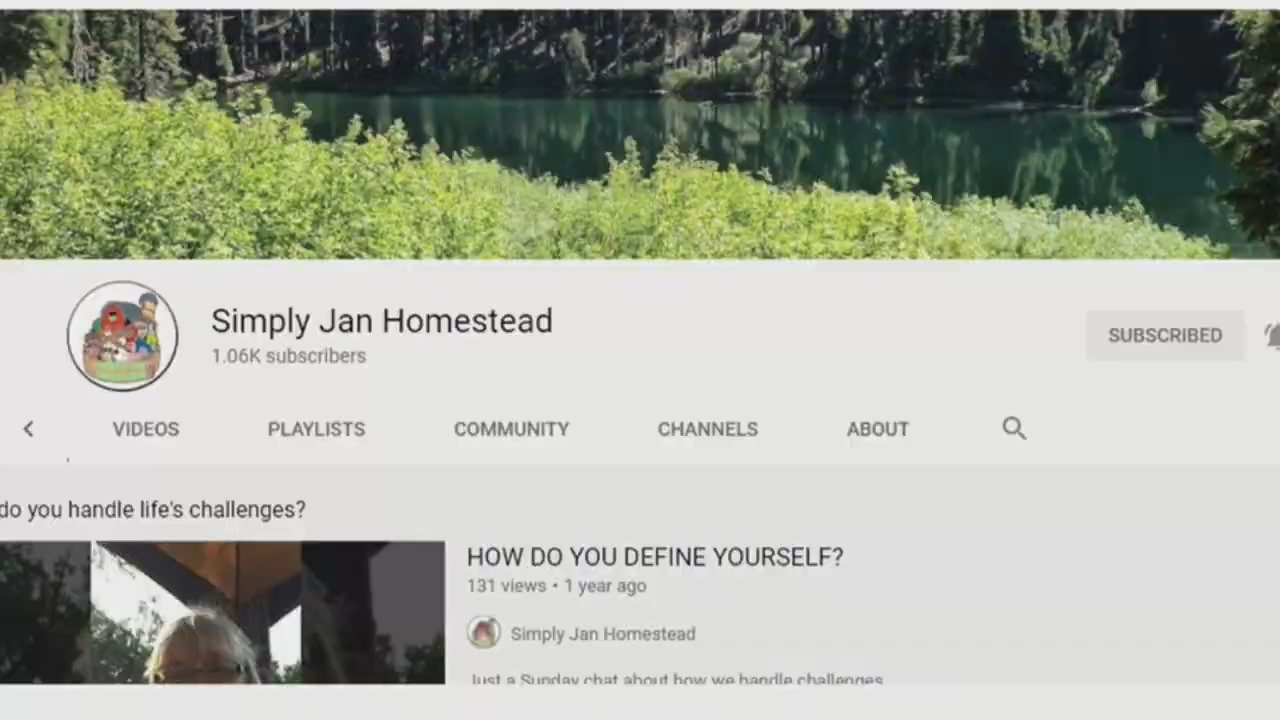 Simply Jan Homestead
1.06K subscribers
SUBSCRIBED
VIDEOS PLAYLISTS COMMUNITY CHANNELS ABOUT
do you handle life's challenges?
HOW DO YOU DEFINE YOURSELF?
131 views • 1 year ago
Simply Jan Homestead
Just a Sunday chat about how we handle challenges